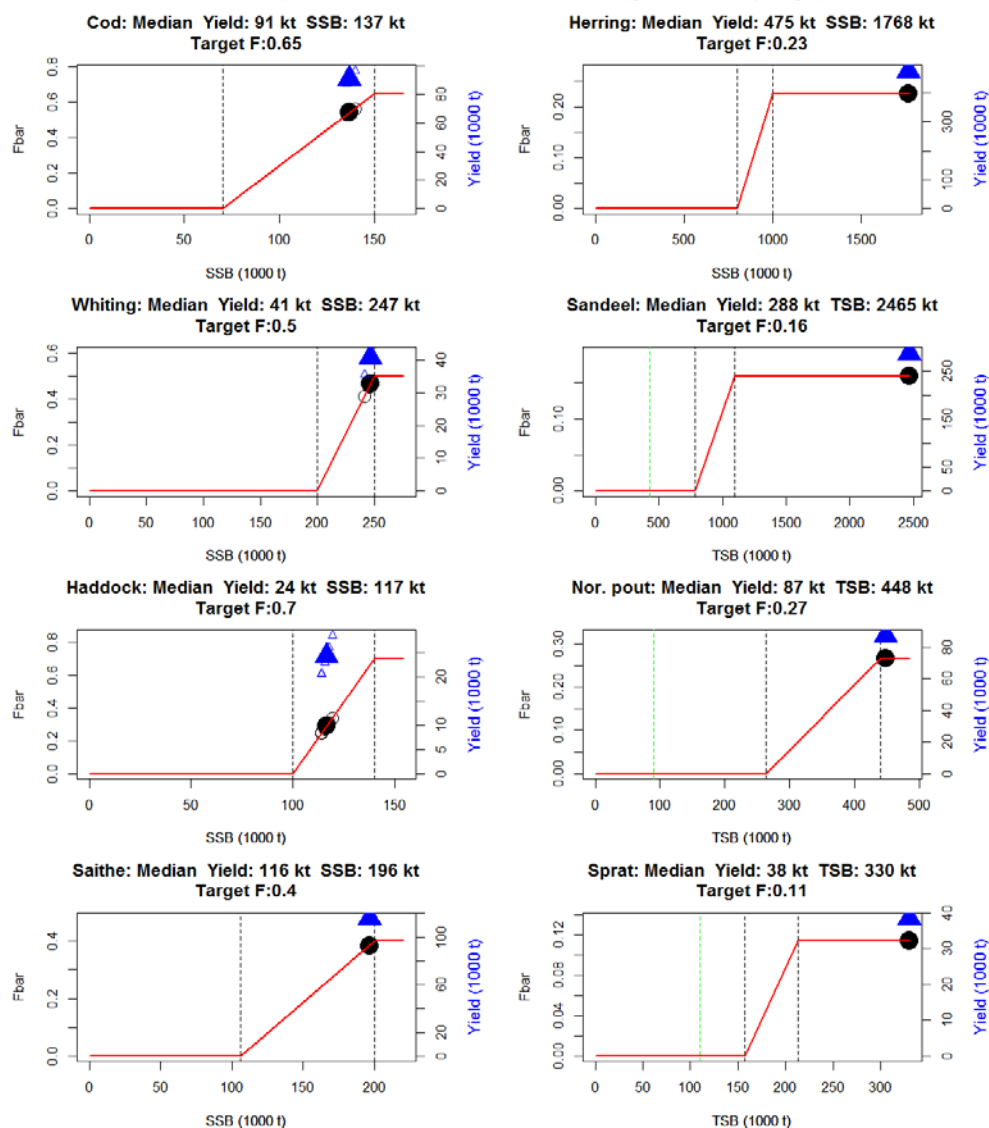 Cod: Median Yield: 91 kt SSB: 137 kt
Target F:0.65
0.0 0.2 0.4 0.6 0.8
Fbar
0 20 40 60 80
Yield (1000 t)
0 50 100 150
SSB (1000 t)
Herring: Median Yield: 475 kt SSB: 1768 kt
Target F:0.23
0.00 0.10 0.20
Fbar
0 100 300
Yield (1000 t)
0 500 1000 1500
SSB (1000 t)
Whiting: Median Yield: 41 kt SSB: 247 kt
Target F:0.5
0.0 0.2 0.4 0.6
Fbar
0 10 20 30 40
Yield (1000 t)
0 50 100 150 200 250
SSB (1000 t)
Sandeel: Median Yield: 288 kt TSB: 2465 kt
Target F:0.16
0.00 0.10
Fbar
0 50 150 250
Yield (1000 t)
0 500 1000 1500 2000 2500
TSB (1000 t)
Haddock: Median Yield: 24 kt SSB: 117 kt
Target F:0.7
0.0 0.2 0.4 0.6 0.8
Fbar
0 5 10 20
Yield (1000 t)
0 50 100 150
SSB (1000 t)
Nor. pout: Median Yield: 87 kt TSB: 448 kt
Target F:0.27
0.00 0.10 0.20 0.30
Fbar
0 20 40 60 80
Yield (1000 t)
0 100 200 300 400 500
TSB (1000 t)
Saithe: Median Yield: 116 kt SSB: 196 kt
Target F:0.4
0.0 0.2 0.4
Fbar
0 20 40 60 100
Yield (1000 t)
0 50 100 150 200
SSB (1000 t)
Sprat: Median Yield: 38 kt TSB: 330 kt
Target F:0.11
0.00 0.04 0.08 0.12
Fbar
0 10 20 30 40
Yield (1000 t)
0 50 100 150 200 250 300
TSB (1000 t)